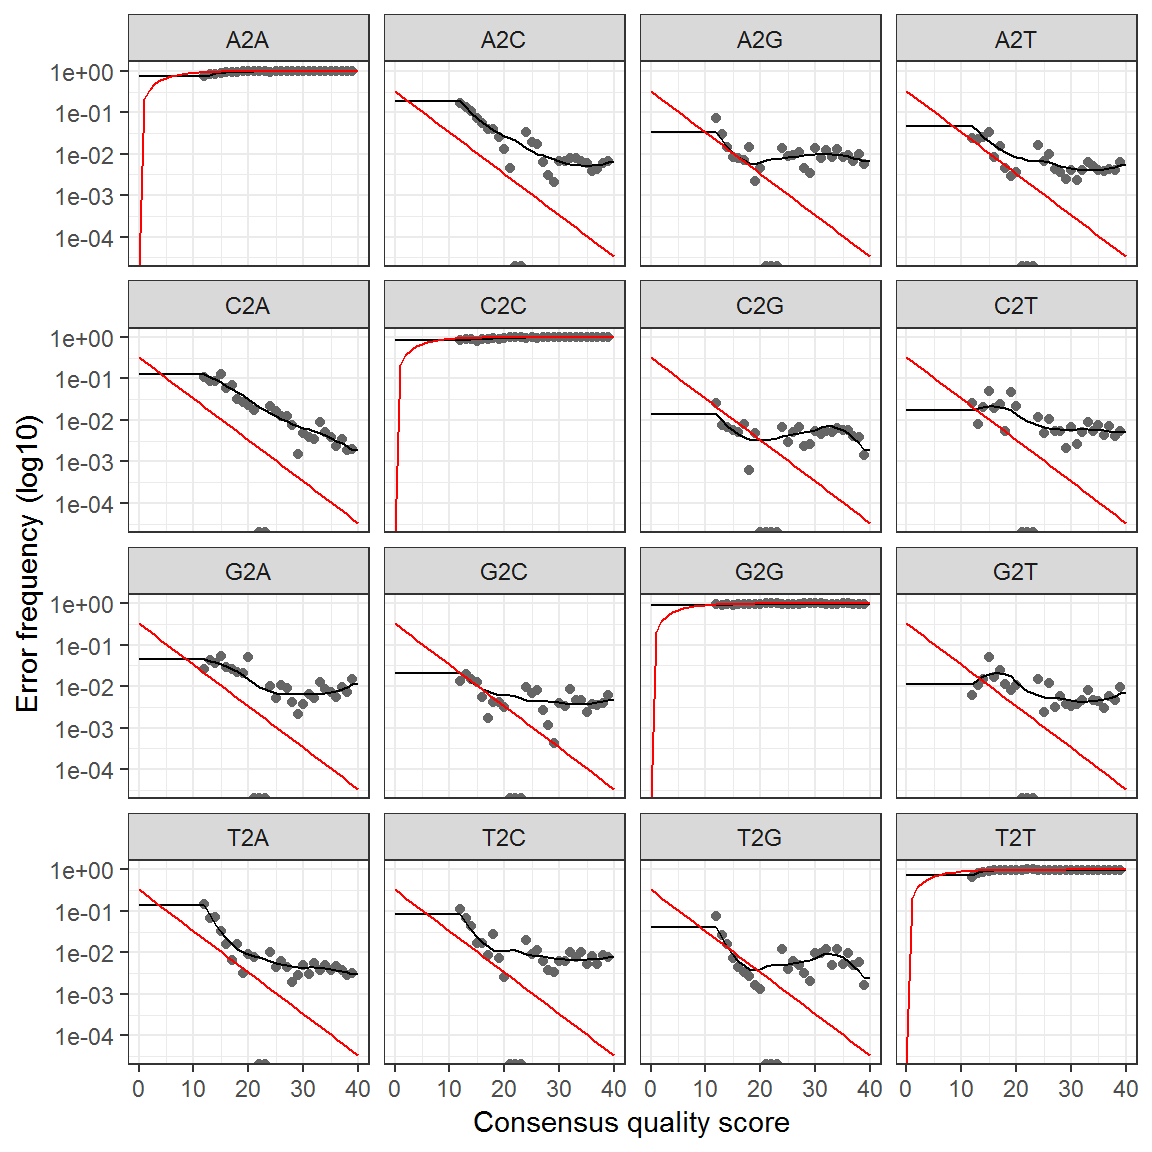 A2A A2C A2G A2T
1e+00
1e-01
1e-02
1e-03
1e-04
C2A C2C C2G C2T
1e+00
1e-01
1e-02
1e-03
1e-04
G2A G2C G2G G2T
1e+00
1e-01
1e-02
1e-03
1e-04
T2A T2C T2G T2T
1e+00
1e-01
1e-02
1e-03
1e-04
0 10 20 30 40 0 10 20 30 40 0 10 20 30 40 0 10 20 30 40
Consensus quality score
Error frequency (log10)